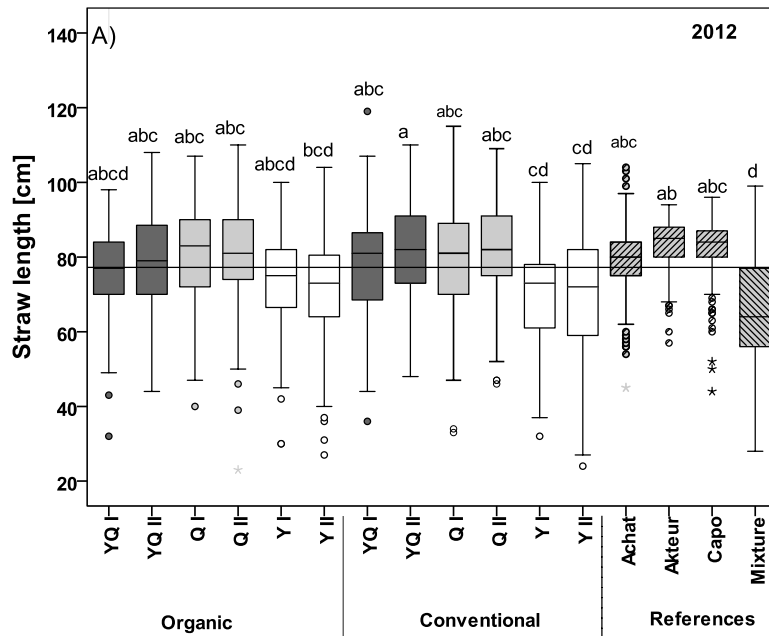 A)
2012
Straw length [cm]
140
120
100
80
60
40
20
abcd
abc
abc
abc
abcd
bcd
abc
a
abc
abc
cd
cd
abc
ab
abc
d
YQ I
YQ II
Q I
Q II
Y I
Y II
YQ I
YQ II
Q I
Q II
Y I
Y II
Achat
Akteur
Capo
Mixture
Organic
Conventional
References